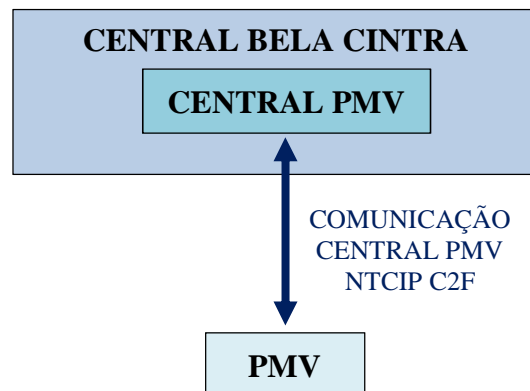 CENTRAL BELA CINTRA
CENTRAL PMV
COMUNICAÇÃO
CENTRAL PMV
NTCIP C2F
PMV